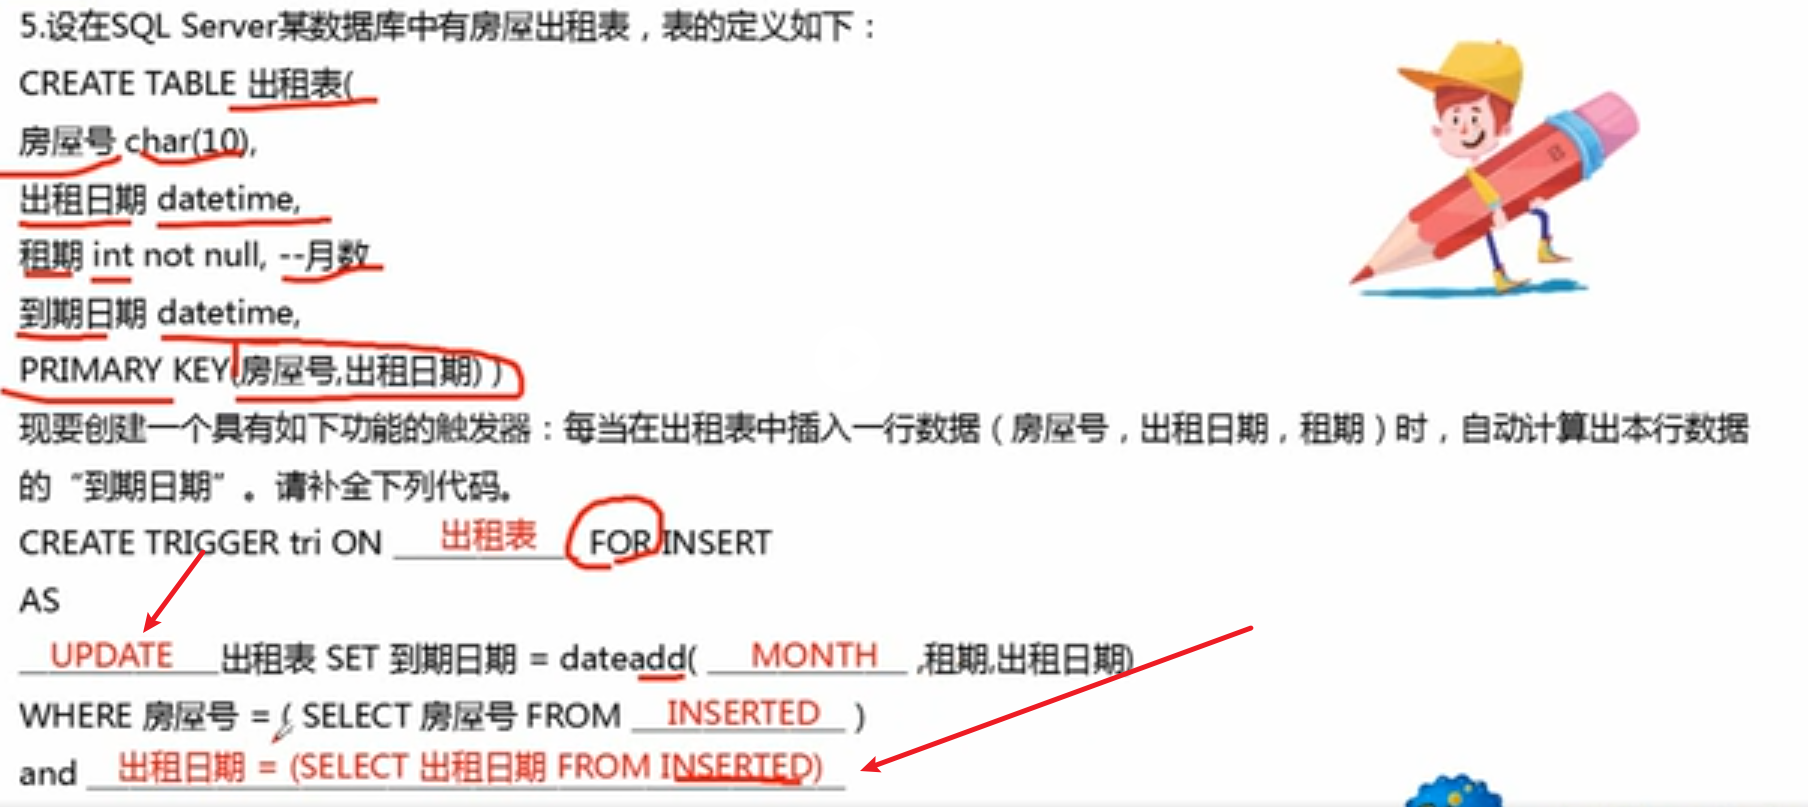 5.设在SQL Server某数据库中有房屋出租表，表的定义如下：
CREATE TABLE 出租表(
房屋号 char(10),
出租日期 datetime,
租期 int not null, --月数
到期日期 datetime,
PRIMARY KEY(房屋号,出租日期) )
现要创建一个具有如下功能的触发器：每当在出租表中插入一行数据（房屋号，出租日期，租期）时，自动计算出本行数据
的“到期日期”。请补全下列代码。
CREATE TRIGGER tri ON 出租表 FOR INSERT
AS
UPDATE 出租表 SET 到期日期 = dateadd( MONTH ,租期,出租日期)
WHERE 房屋号 = ( SELECT 房屋号 FROM INSERTED )
and 出租日期 = (SELECT 出租日期 FROM INSERTED)